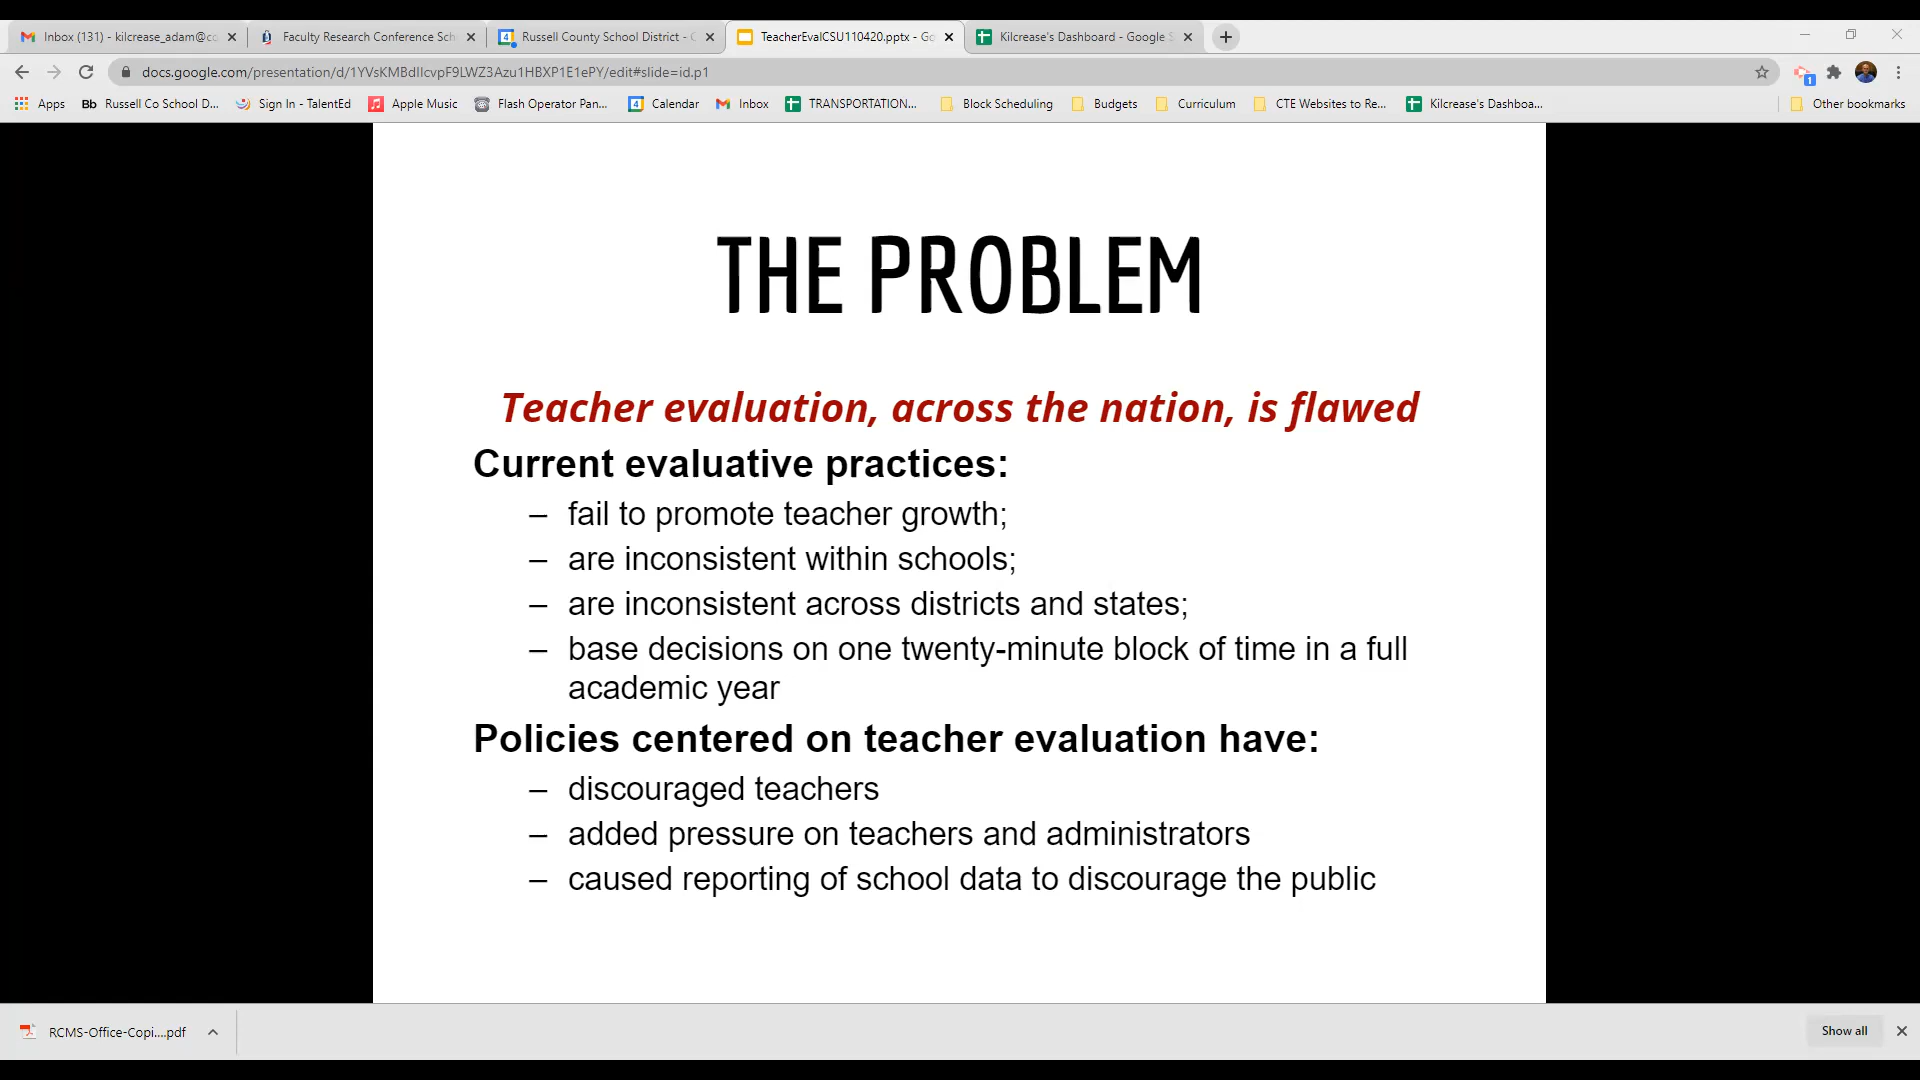 Inbox (131) - kilcrease_adam@co
Faculty Research Conference Sch
Russell County School District - C
TeacherEvalCSU110420.pptx - Go
Kilcrease's Dashboard - Google S
docs.google.com/presentation/d/1YVsKMBdIlcvpF9LWZ3Azu1HBXP1E1ePY/edit#slide=id.p1
1
Apps
Bb Russell Co School D...
Sign In - TalentEd
Apple Music
Flash Operator Pan...
4 Calendar
Inbox
TRANSPORTATION...
Block Scheduling
Budgets
Curriculum
CTE Websites to Re...
Kilcrease's Dashboa...
Other bookmarks
THE PROBLEM
Teacher evaluation, across the nation, is flawed
Current evaluative practices:
– fail to promote teacher growth;
– are inconsistent within schools;
– are inconsistent across districts and states;
– base decisions on one twenty-minute block of time in a full
academic year
Policies centered on teacher evaluation have:
– discouraged teachers
– added pressure on teachers and administrators
– caused reporting of school data to discourage the public
RCMS-Office-Copi....pdf
Show all